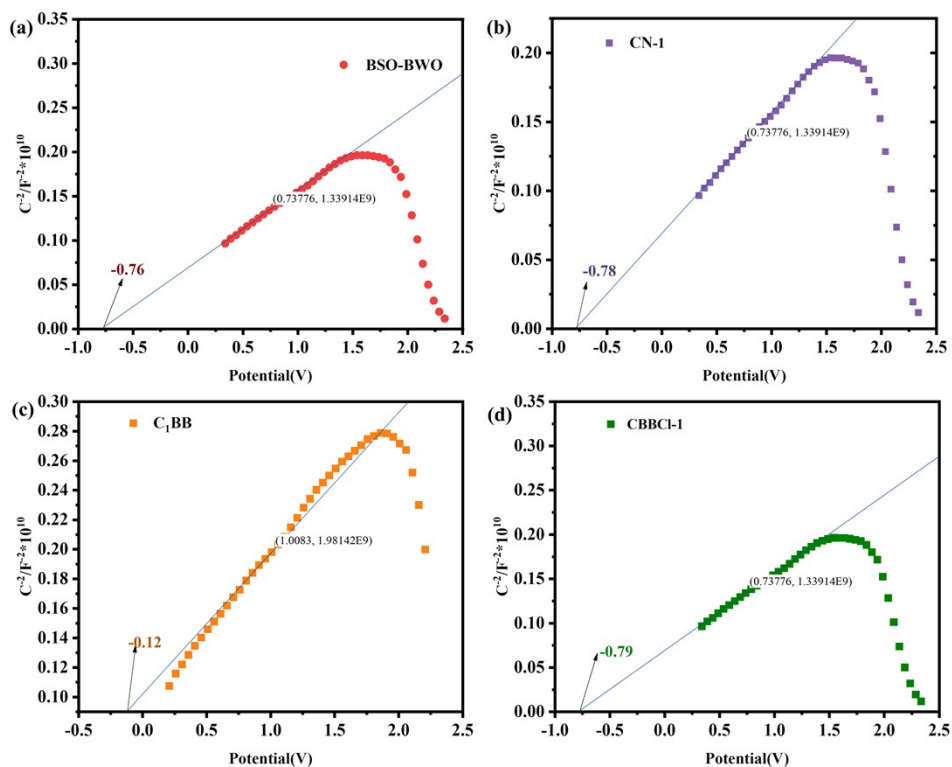 (a)
BSO-BWO
C⁻²/F⁻²*10¹⁰
0.35
0.30
0.25
0.20
0.15
0.10
0.05
0.00
(0.73776, 1.33914E9)
-0.76
-1.0 -0.5 0.0 0.5 1.0 1.5 2.0 2.5
Potential(V)
(b)
CN-1
C⁻²/F⁻²*10¹⁰
0.20
0.15
0.10
0.05
0.00
(0.73776, 1.33914E9)
-0.78
-1.0 -0.5 0.0 0.5 1.0 1.5 2.0 2.5
Potential(V)
(c)
C₁BB
C⁻²/F⁻²*10¹⁰
0.30
0.28
0.26
0.24
0.22
0.20
0.18
0.16
0.14
0.12
0.10
(1.0083, 1.98142E9)
-0.12
-0.5 0.0 0.5 1.0 1.5 2.0 2.5
Potential(V)
(d)
CBBCl-1
C⁻²/F⁻²*10¹⁰
0.35
0.30
0.25
0.20
0.15
0.10
0.05
0.00
(0.73776, 1.33914E9)
-0.79
-1.0 -0.5 0.0 0.5 1.0 1.5 2.0 2.5
Potential(V)